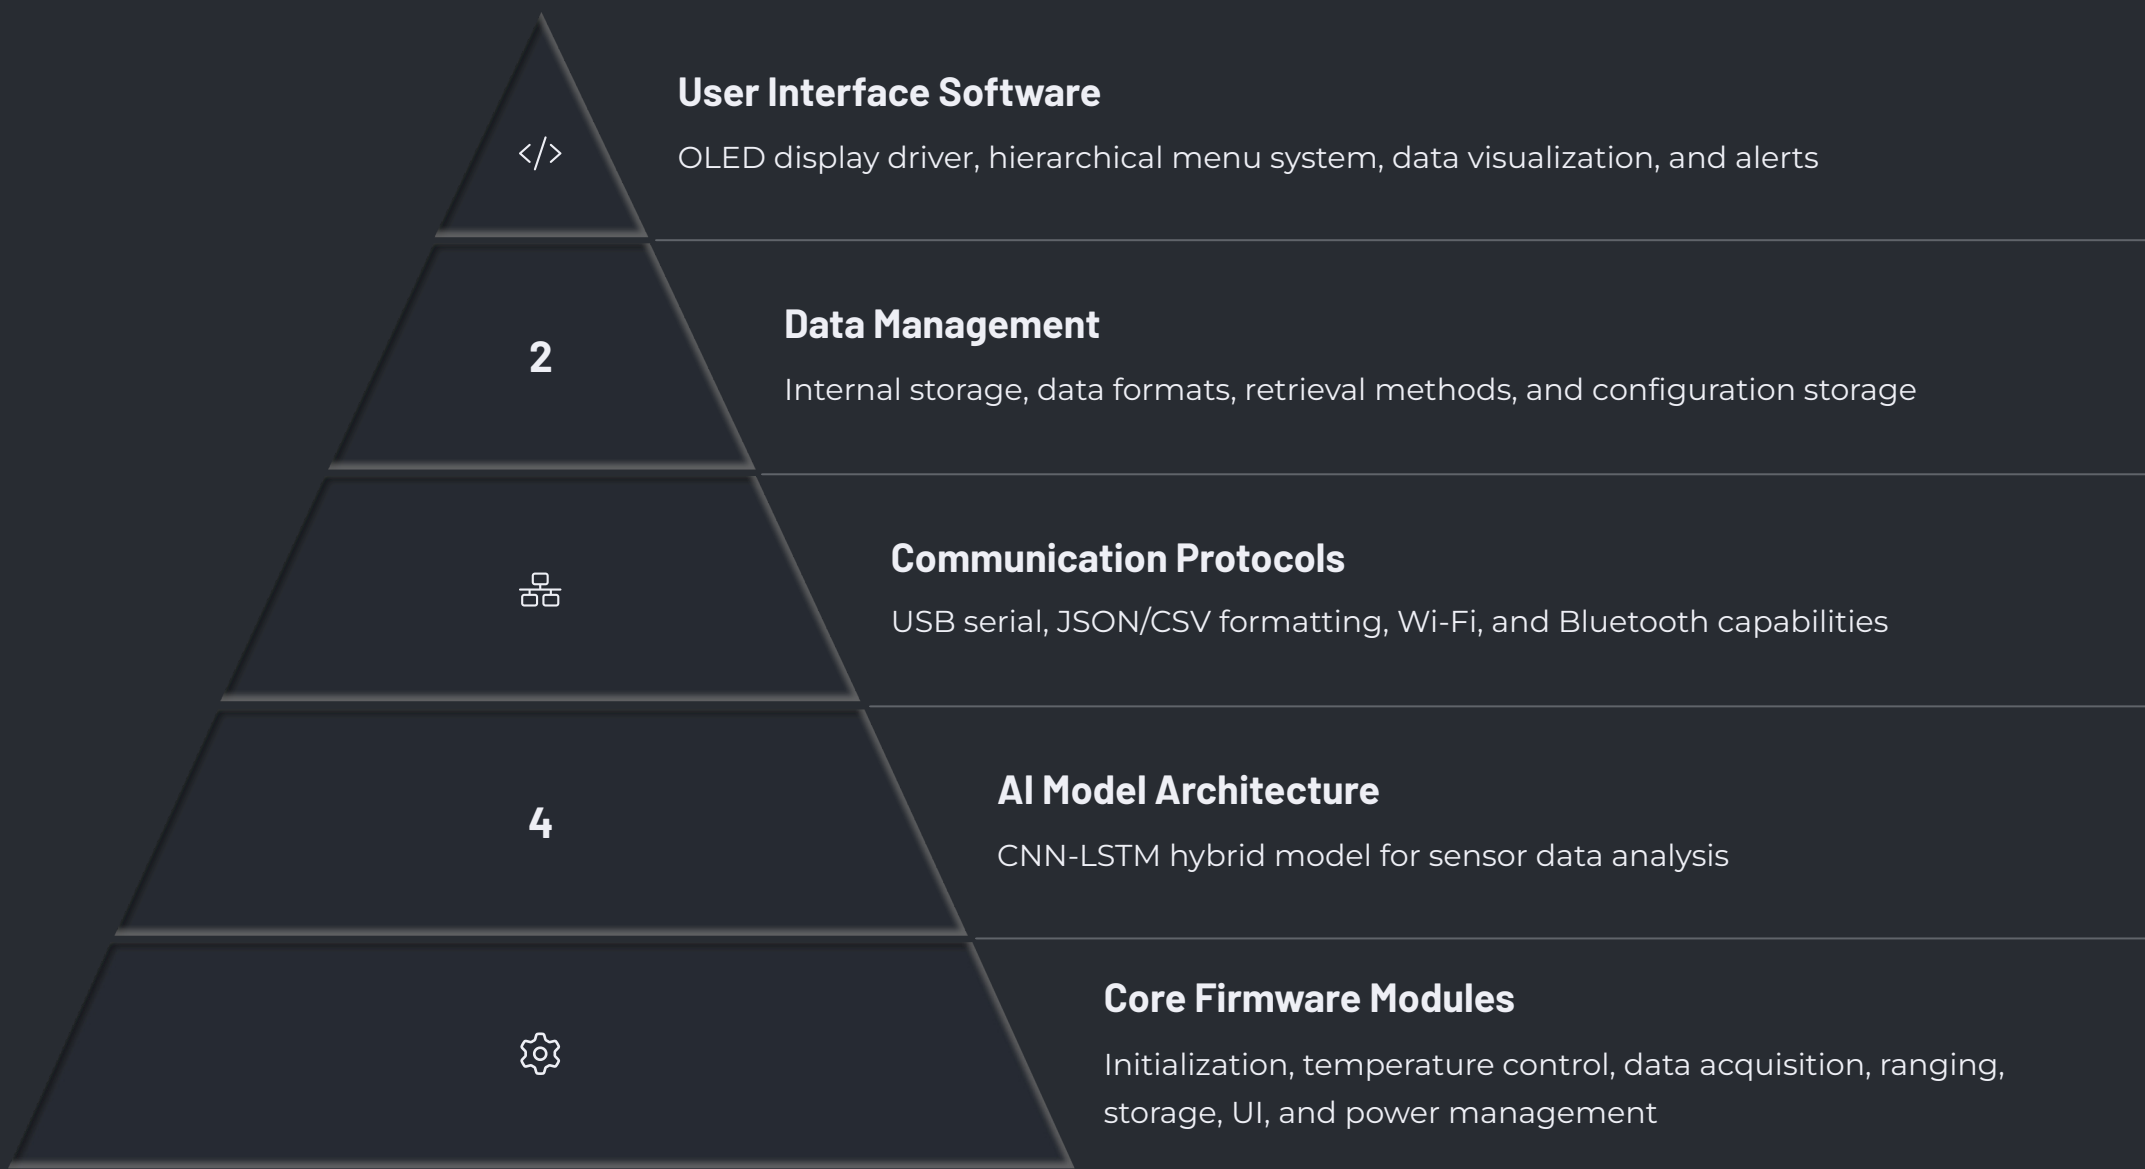 User Interface Software
OLED display driver, hierarchical menu system, data visualization, and alerts
2
Data Management
Internal storage, data formats, retrieval methods, and configuration storage
Communication Protocols
USB serial, JSON/CSV formatting, Wi-Fi, and Bluetooth capabilities
4
AI Model Architecture
CNN-LSTM hybrid model for sensor data analysis
Core Firmware Modules
Initialization, temperature control, data acquisition, ranging,
storage, UI, and power management